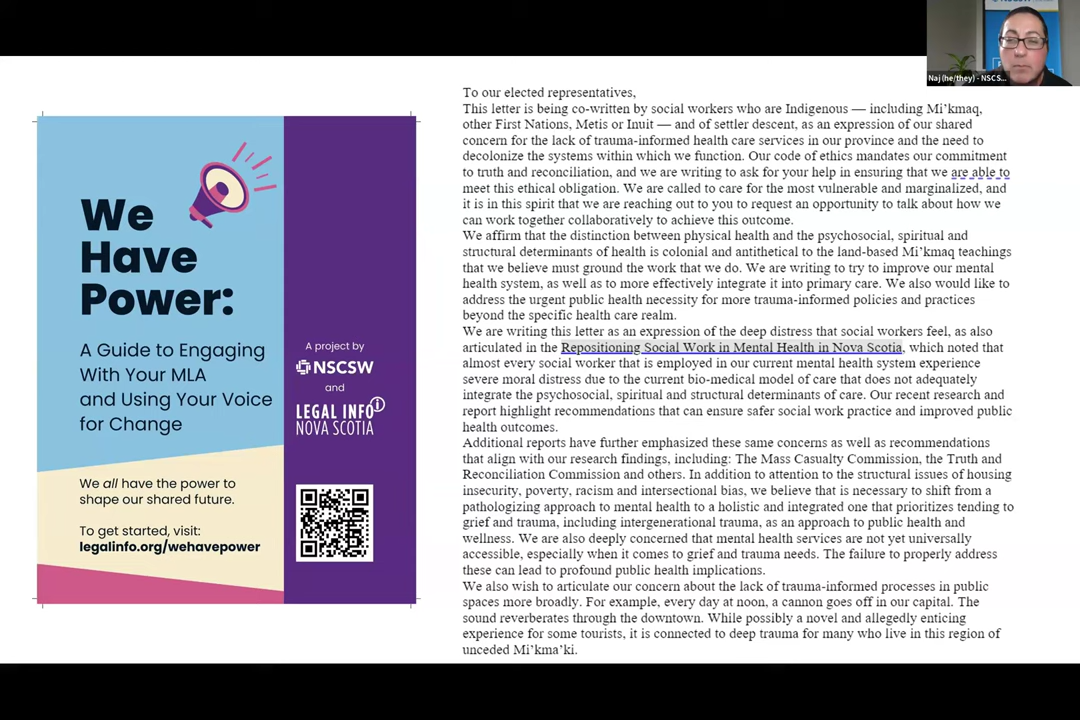 Naj (he/they) - NSCS...
We
Have
Power:
A Guide to Engaging
With Your MLA
and Using Your Voice
for Change
We all have the power to
shape our shared future.
To get started, visit:
legalinfo.org/wehavepower
A project by
NSCSW
and
LEGAL INFO
NOVA SCOTIA
To our elected representatives,
This letter is being co-written by social workers who are Indigenous — including Mi’kmaq,
other First Nations, Metis or Inuit — and of settler descent, as an expression of our shared
concern for the lack of trauma-informed health care services in our province and the need to
decolonize the systems within which we function. Our code of ethics mandates our commitment
to truth and reconciliation, and we are writing to ask for your help in ensuring that we are able to
meet this ethical obligation. We are called to care for the most vulnerable and marginalized, and
it is in this spirit that we are reaching out to you to request an opportunity to talk about how we
can work together collaboratively to achieve this outcome.
We affirm that the distinction between physical health and the psychosocial, spiritual and
structural determinants of health is colonial and antithetical to the land-based Mi’kmaq teachings
that we believe must ground the work that we do. We are writing to try to improve our mental
health system, as well as to more effectively integrate it into primary care. We also would like to
address the urgent public health necessity for more trauma-informed policies and practices
beyond the specific health care realm.
We are writing this letter as an expression of the deep distress that social workers feel, as also
articulated in the Repositioning Social Work in Mental Health in Nova Scotia, which noted that
almost every social worker that is employed in our current mental health system experience
severe moral distress due to the current bio-medical model of care that does not adequately
integrate the psychosocial, spiritual and structural determinants of care. Our recent research and
report highlight recommendations that can ensure safer social work practice and improved public
health outcomes.
Additional reports have further emphasized these same concerns as well as recommendations
that align with our research findings, including: The Mass Casualty Commission, the Truth and
Reconciliation Commission and others. In addition to attention to the structural issues of housing
insecurity, poverty, racism and intersectional bias, we believe that is necessary to shift from a
pathologizing approach to mental health to a holistic and integrated one that prioritizes tending to
grief and trauma, including intergenerational trauma, as an approach to public health and
wellness. We are also deeply concerned that mental health services are not yet universally
accessible, especially when it comes to grief and trauma needs. The failure to properly address
these can lead to profound public health implications.
We also wish to articulate our concern about the lack of trauma-informed processes in public
spaces more broadly. For example, every day at noon, a cannon goes off in our capital. The
sound reverberates through the downtown. While possibly a novel and allegedly enticing
experience for some tourists, it is connected to deep trauma for many who live in this region of
unceded Mi’kma’ki.